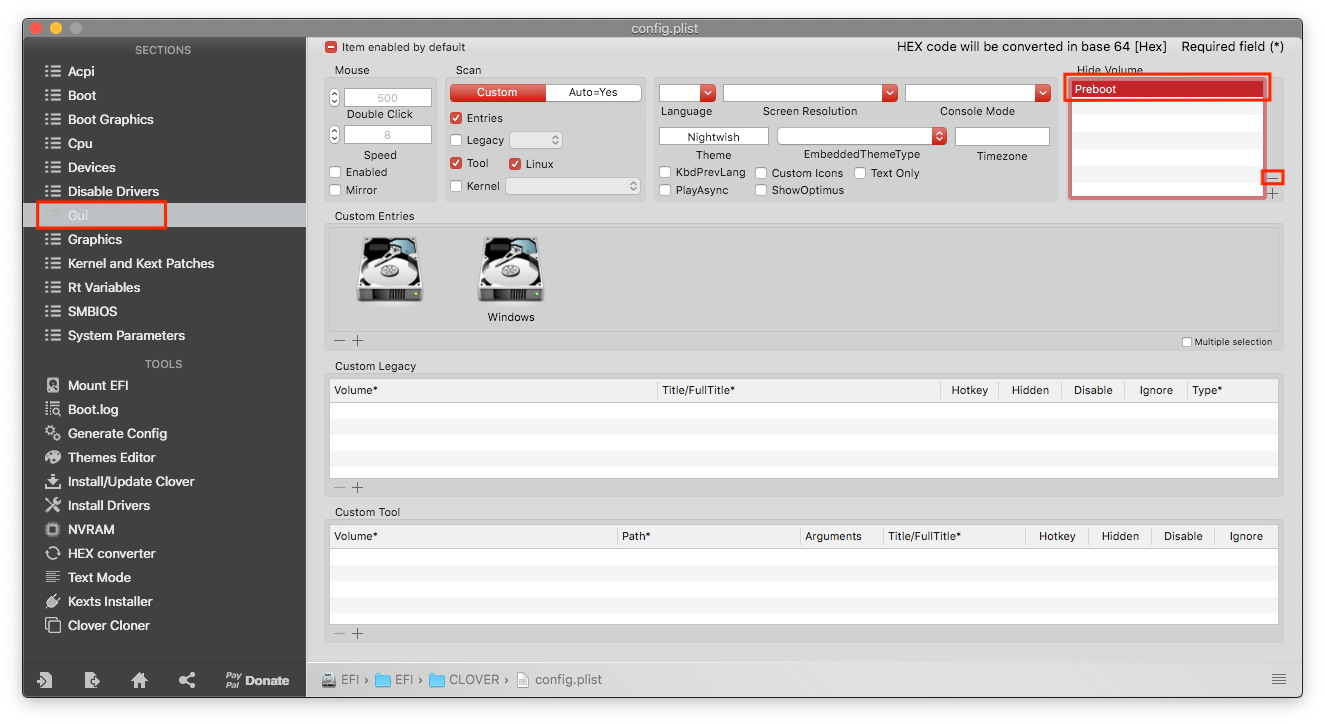 config.plist
SECTIONS
Acpi
Boot
Boot Graphics
Cpu
Devices
Disable Drivers
Gui
Graphics
Kernel and Kext Patches
Rt Variables
SMBIOS
System Parameters
TOOLS
Mount EFI
Boot.log
Generate Config
Themes Editor
Install/Update Clover
Install Drivers
NVRAM
HEX converter
Text Mode
Kexts Installer
Clover Cloner
Pay
Pal
Donate
Item enabled by default
HEX code will be converted in base 64 [Hex] Required field (*)
Mouse
500
Double Click
8
Speed
Enabled
Mirror
Scan
Custom Auto=Yes
Entries
Legacy
Tool Linux
Kernel
Language Screen Resolution Console Mode
Nightwish
Theme EmbeddedThemeType Timezone
KbdPrevLang Custom Icons Text Only
PlayAsync ShowOptimus
Hide Volume
Preboot
Custom Entries
Windows
Multiple selection
Custom Legacy
Volume* Title/FullTitle* Hotkey Hidden Disable Ignore Type*
Custom Tool
Volume* Path* Arguments Title/FullTitle* Hotkey Hidden Disable Ignore
EFI › EFI › CLOVER › config.plist